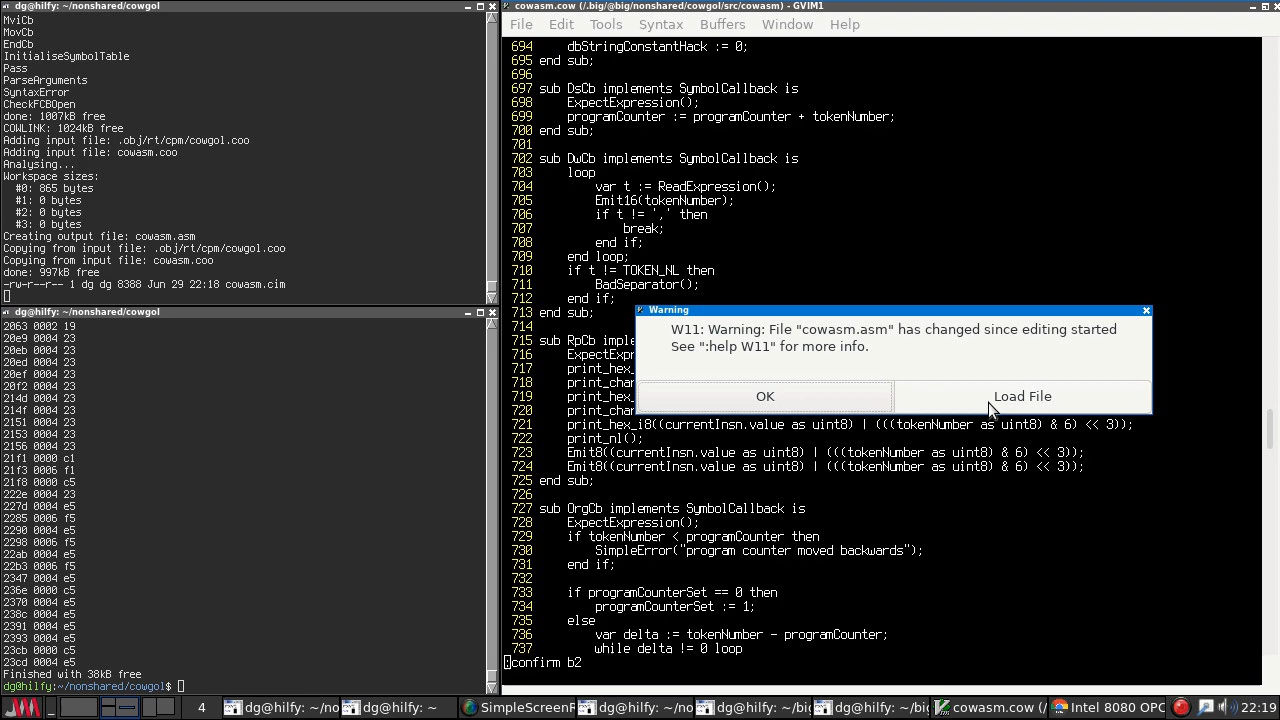 dg@hilfy: ~/nonshared/cowgol
MviCb
MovCb
EndCb
InitialiseSymbolTable
Pass
ParseArguments
SyntaxError
CheckFCBOpen
done: 1007kB free
COWLINK: 1024kB free
Adding input file: .obj/rt/cpm/cowgol.coo
Adding input file: cowasm.coo
Analysing...
Workspace sizes:
  #0: 865 bytes
  #1: 0 bytes
  #2: 0 bytes
  #3: 0 bytes
Creating output file: cowasm.asm
Copying from input file: .obj/rt/cpm/cowgol.coo
Copying from input file: cowasm.coo
done: 997kB free
-rw-r--r-- 1 dg dg 8388 Jun 29 22:18 cowasm.cim
dg@hilfy: ~/nonshared/cowgol
2063 0002 19
20e9 0004 23
20eb 0004 23
20ef 0004 23
20f2 0004 23
214d 0004 23
214f 0004 23
2151 0004 23
2153 0004 23
2156 0004 23
21f1 0000 c1
21f3 0006 f1
21f8 0000 c5
222e 0004 23
227d 0004 e5
2285 0006 f5
2290 0004 e5
2298 0006 f5
22ab 0004 e5
22b3 0006 f5
2347 0004 e5
236e 0000 c5
2370 0004 e5
238c 0004 e5
2391 0004 e5
2393 0004 e5
23cb 0000 c5
23cd 0004 e5
Finished with 38kB free
dg@hilfy:~/nonshared/cowgol$
cowasm.cow (/.big/@big/nonshared/cowgol/src/cowasm) - GVIM1
File Edit Tools Syntax Buffers Window Help
694     dbStringConstantHack := 0;
695 end sub;
696
697 sub DsCb implements SymbolCallback is
698     ExpectExpression();
699     programCounter := programCounter + tokenNumber;
700 end sub;
701
702 sub DwCb implements SymbolCallback is
703     loop
704         var t := ReadExpression();
705         Emit16(tokenNumber);
706         if t != ',' then
707             break;
708         end if;
709     end loop;
710     if t != TOKEN_NL then
711         BadSeparator();
712     end if;
713 end sub;
714
715 sub RpCb imple
716     ExpectExpre
717     print_hex_
718     print_char
719     print_hex_
720     print_char
721     print_hex_i8((currentInsn.value as uint8) | (((tokenNumber as uint8) & 6) << 3));
722     print_nl();
723     Emit8((currentInsn.value as uint8) | (((tokenNumber as uint8) & 6) << 3));
724     Emit8((currentInsn.value as uint8) | (((tokenNumber as uint8) & 6) << 3));
725 end sub;
726
727 sub OrgCb implements SymbolCallback is
728     ExpectExpression();
729     if tokenNumber < programCounter then
730         SimpleError("program counter moved backwards");
731     end if;
732
733     if programCounterSet == 0 then
734         programCounterSet := 1;
735     else
736         var delta := tokenNumber - programCounter;
737         while delta != 0 loop
:confirm b2
Warning
W11: Warning: File "cowasm.asm" has changed since editing started
See ":help W11" for more info.
OK Load File
4 dg@hilfy: ~/no dg@hilfy: ~ SimpleScreenR dg@hilfy: ~/no dg@hilfy: ~/big dg@hilfy: ~/big cowasm.cow (/ Intel 8080 OPC 22:19